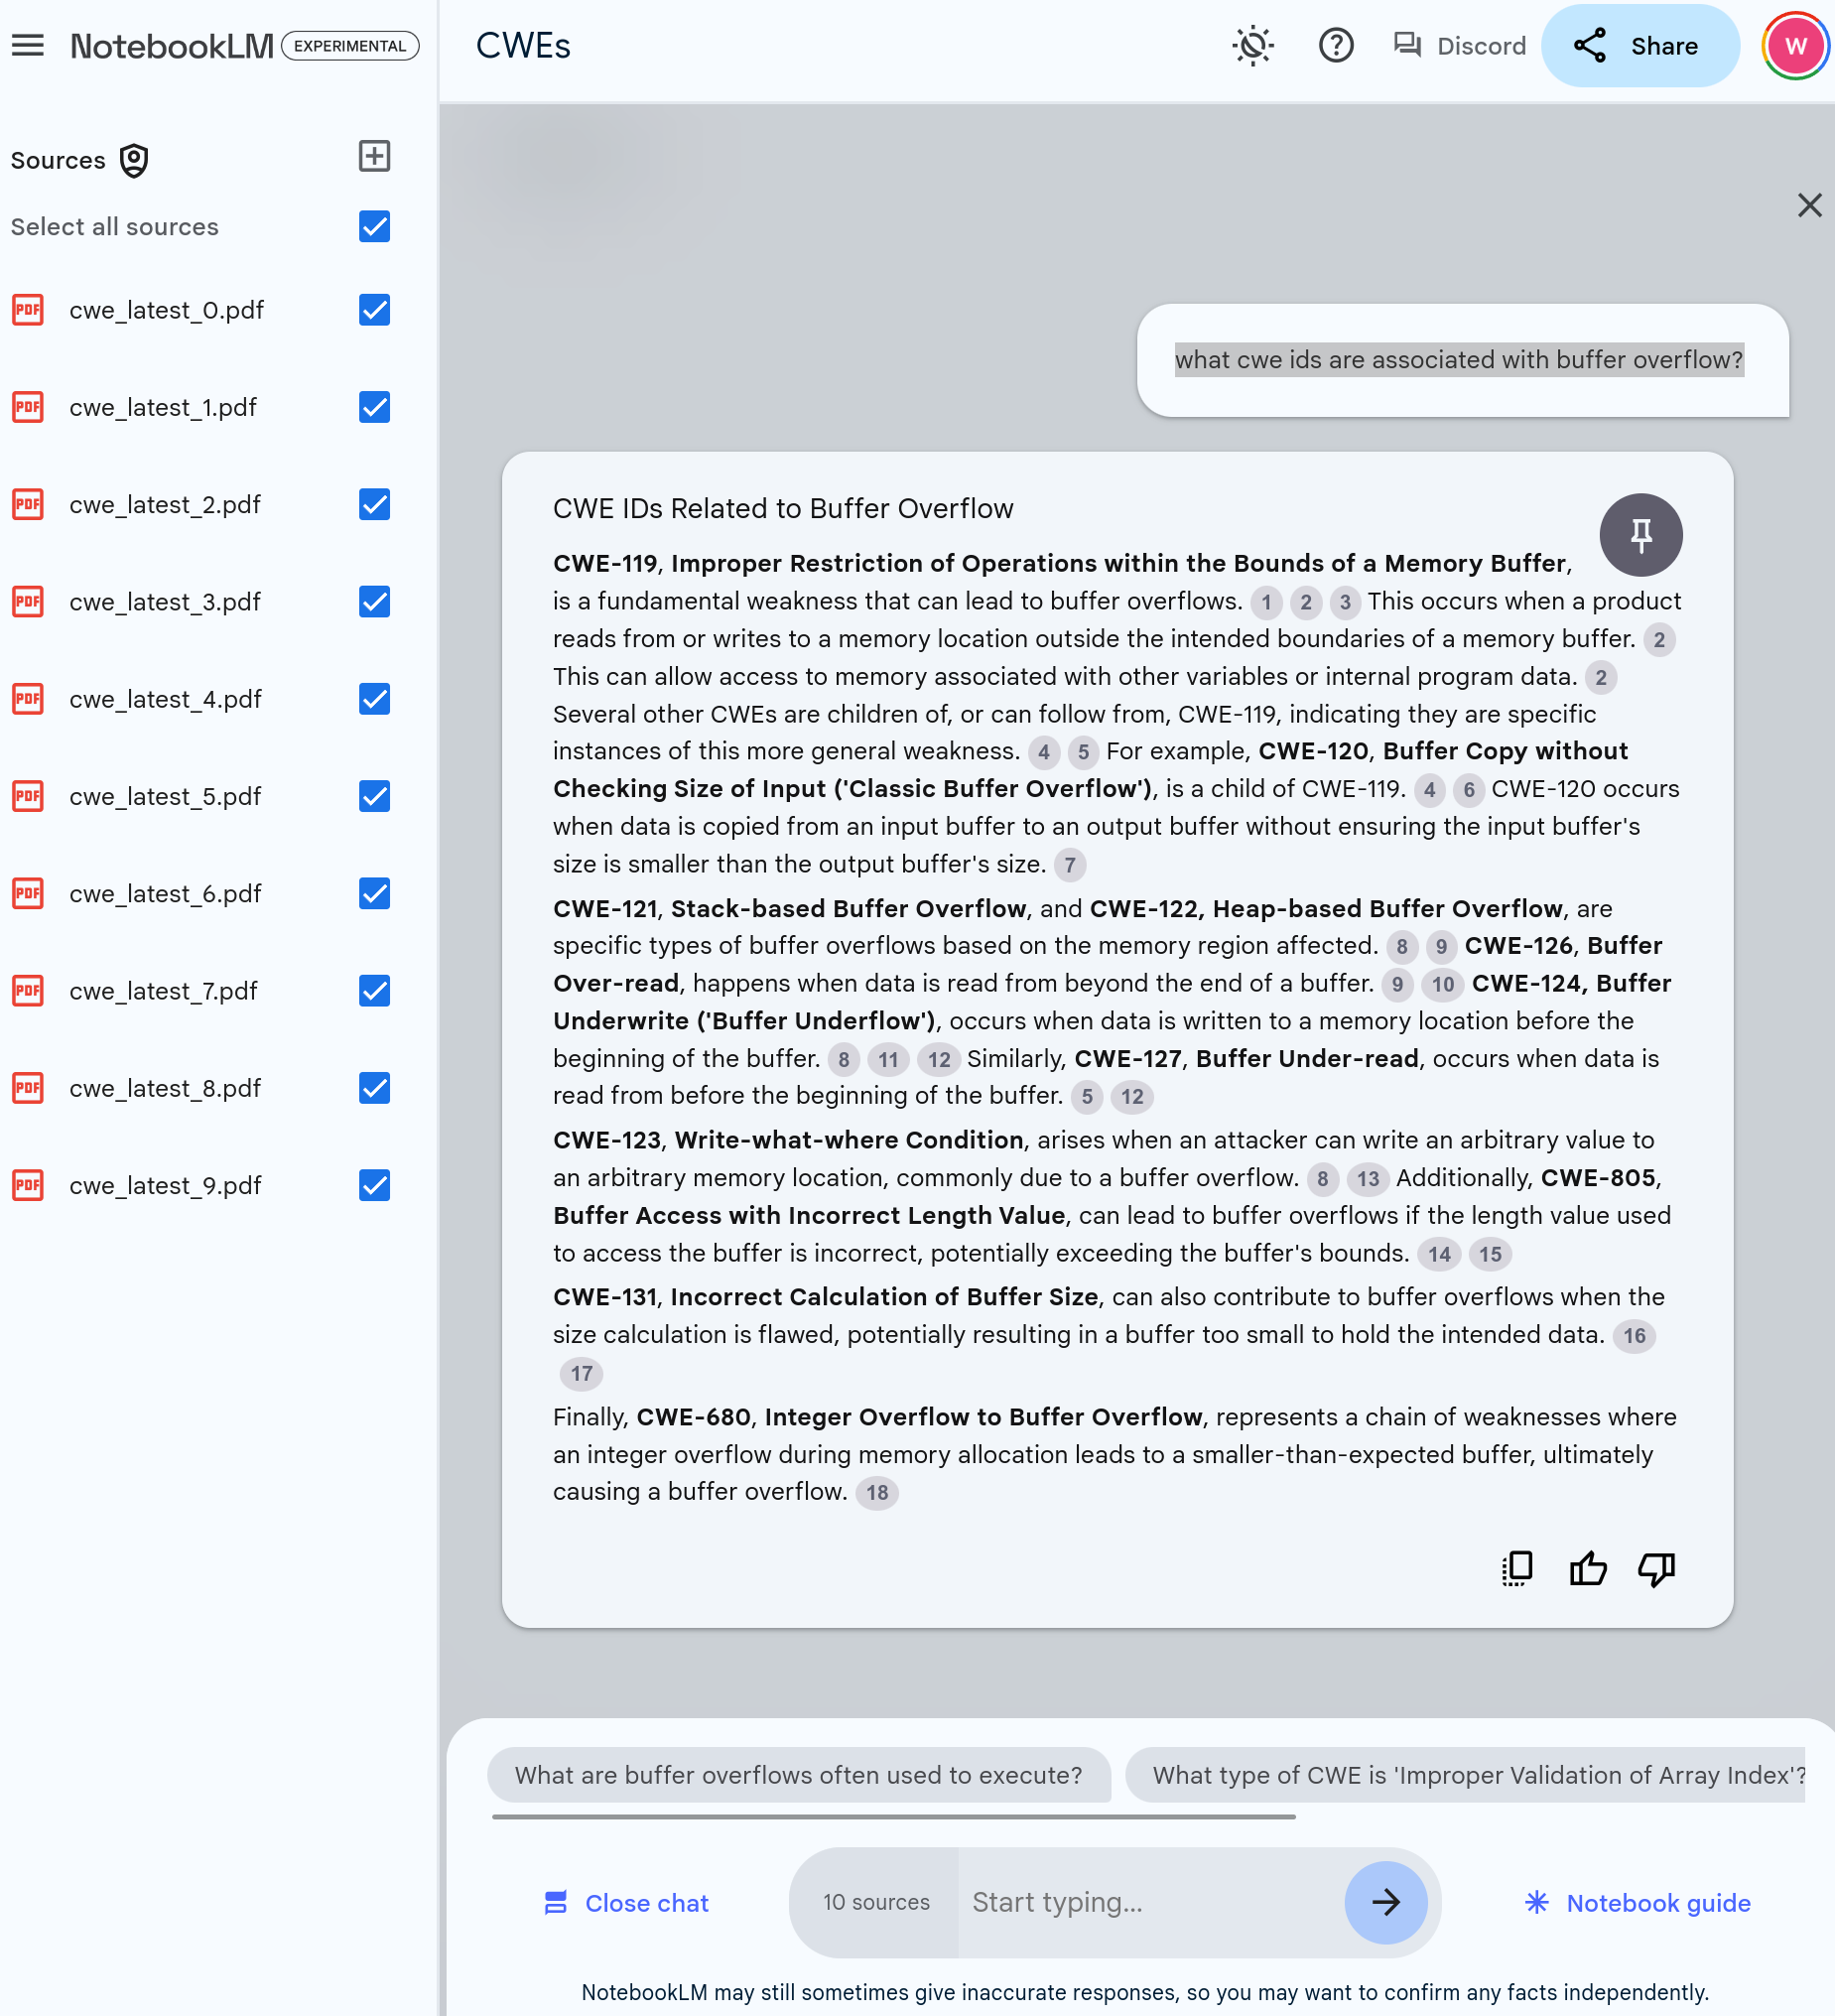 NotebookLM EXPERIMENTAL
CWEs
Discord
Share
W
Sources
Select all sources
PDF cwe_latest_0.pdf
PDF cwe_latest_1.pdf
PDF cwe_latest_2.pdf
PDF cwe_latest_3.pdf
PDF cwe_latest_4.pdf
PDF cwe_latest_5.pdf
PDF cwe_latest_6.pdf
PDF cwe_latest_7.pdf
PDF cwe_latest_8.pdf
PDF cwe_latest_9.pdf
what cwe ids are associated with buffer overflow?
CWE IDs Related to Buffer Overflow
CWE-119, Improper Restriction of Operations within the Bounds of a Memory Buffer,
is a fundamental weakness that can lead to buffer overflows. 1 2 3 This occurs when a product
reads from or writes to a memory location outside the intended boundaries of a memory buffer. 2
This can allow access to memory associated with other variables or internal program data. 2
Several other CWEs are children of, or can follow from, CWE-119, indicating they are specific
instances of this more general weakness. 4 5 For example, CWE-120, Buffer Copy without
Checking Size of Input ('Classic Buffer Overflow'), is a child of CWE-119. 4 6 CWE-120 occurs
when data is copied from an input buffer to an output buffer without ensuring the input buffer's
size is smaller than the output buffer's size. 7
CWE-121, Stack-based Buffer Overflow, and CWE-122, Heap-based Buffer Overflow, are
specific types of buffer overflows based on the memory region affected. 8 9 CWE-126, Buffer
Over-read, happens when data is read from beyond the end of a buffer. 9 10 CWE-124, Buffer
Underwrite ('Buffer Underflow'), occurs when data is written to a memory location before the
beginning of the buffer. 8 11 12 Similarly, CWE-127, Buffer Under-read, occurs when data is
read from before the beginning of the buffer. 5 12
CWE-123, Write-what-where Condition, arises when an attacker can write an arbitrary value to
an arbitrary memory location, commonly due to a buffer overflow. 8 13 Additionally, CWE-805,
Buffer Access with Incorrect Length Value, can lead to buffer overflows if the length value used
to access the buffer is incorrect, potentially exceeding the buffer's bounds. 14 15
CWE-131, Incorrect Calculation of Buffer Size, can also contribute to buffer overflows when the
size calculation is flawed, potentially resulting in a buffer too small to hold the intended data. 16
17
Finally, CWE-680, Integer Overflow to Buffer Overflow, represents a chain of weaknesses where
an integer overflow during memory allocation leads to a smaller-than-expected buffer, ultimately
causing a buffer overflow. 18
What are buffer overflows often used to execute?
What type of CWE is 'Improper Validation of Array Index'?
Close chat
10 sources
Start typing...
Notebook guide
NotebookLM may still sometimes give inaccurate responses, so you may want to confirm any facts independently.